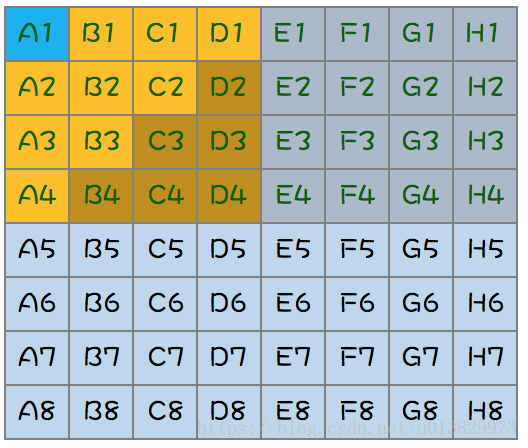 A1 B1 C1 D1 E1 F1 G1 H1
A2 B2 C2 D2 E2 F2 G2 H2
A3 B3 C3 D3 E3 F3 G3 H3
A4 B4 C4 D4 E4 F4 G4 H4
A5 B5 C5 D5 E5 F5 G5 H5
A6 B6 C6 D6 E6 F6 G6 H6
A7 B7 C7 D7 E7 F7 G7 H7
A8 B8 C8 D8 E8 F8 G8 H8
https://blog.csdn.net/u013829973